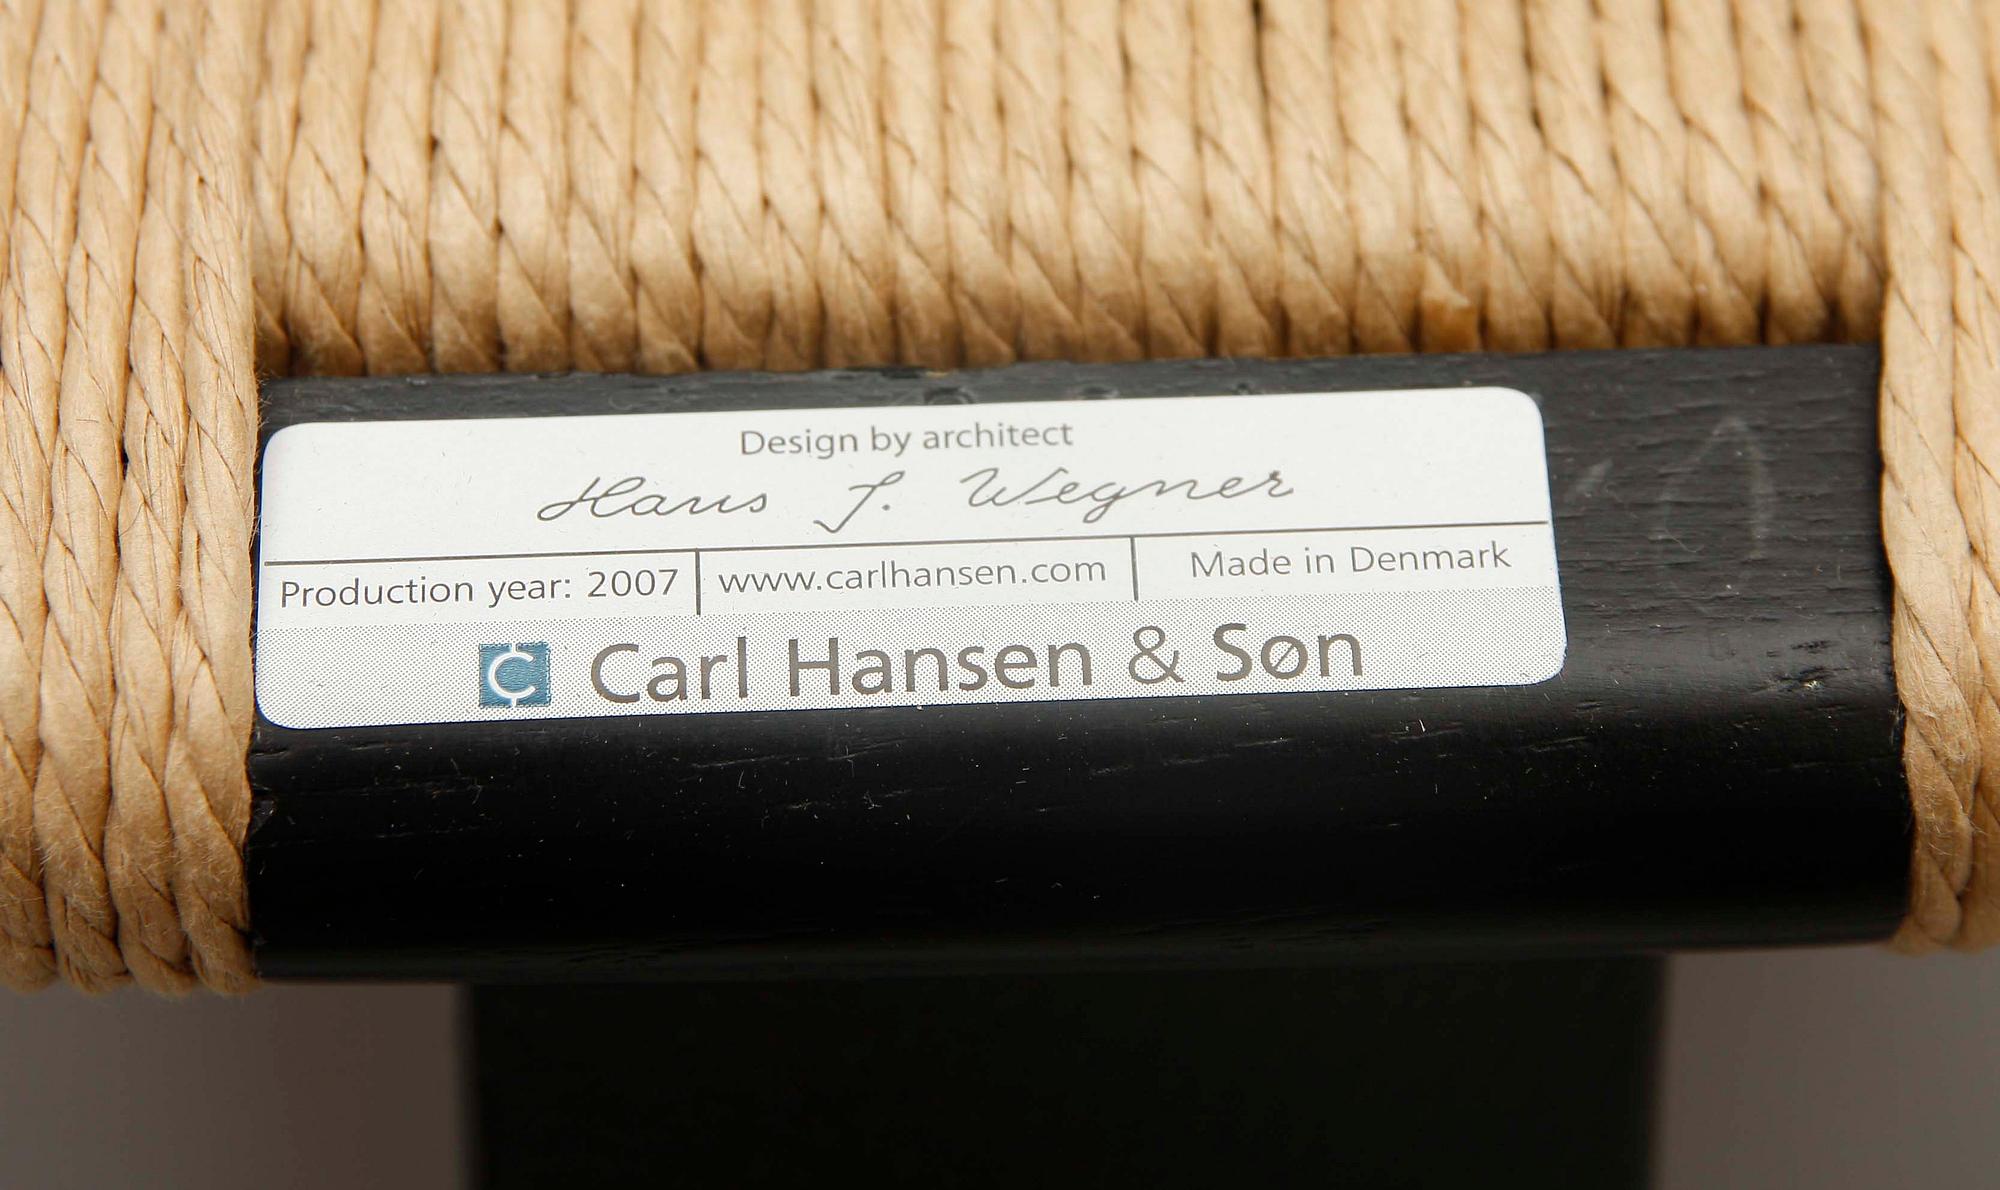 Design by architect
Hans J. Wegner
Production year: 2007 www.carlhansen.com Made in Denmark
C Carl Hansen & Søn